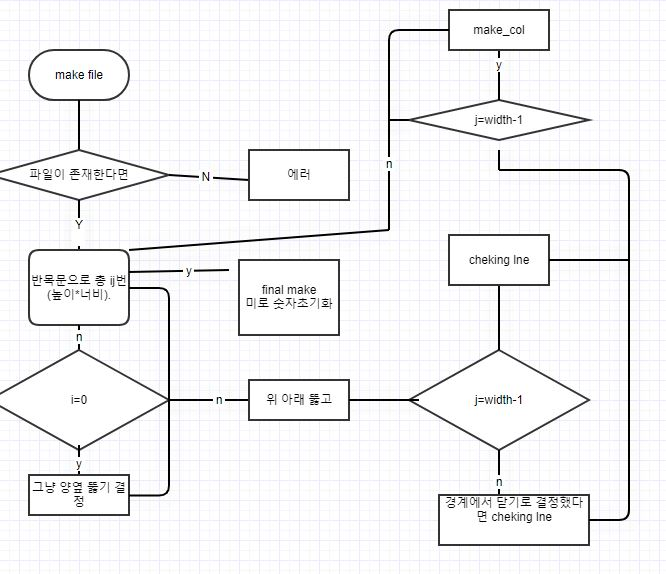 make file
파일이 존재한다면
N
에러
Y
반목문으로 총 ij번
(높이*너비).
y
final make
미로 숫자초기화
n
i=0
n
위 아래 뚫고
y
그냥 양옆 뚫기 결
정
make_col
y
j=width-1
n
cheking lne
j=width-1
n
경계에서 닫기로 결정했다
면 cheking lne